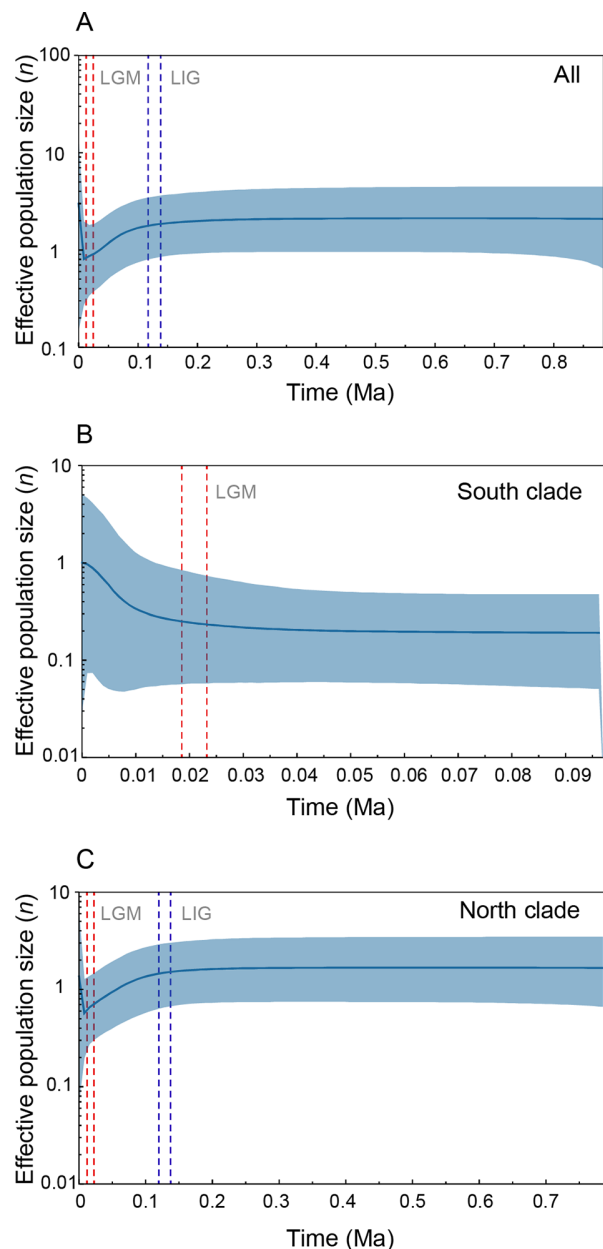 A
Effective population size (n)
100
10
1
0.1
LGM
LIG
All
0
0.1
0.2
0.3
0.4
0.5
0.6
0.7
0.8
Time (Ma)
B
Effective population size (n)
10
1
0.1
0.01
LGM
South clade
0
0.01
0.02
0.03
0.04
0.05
0.06
0.07
0.08
0.09
Time (Ma)
C
Effective population size (n)
10
1
0.1
0.01
LGM
LIG
North clade
0
0.1
0.2
0.3
0.4
0.5
0.6
0.7
Time (Ma)